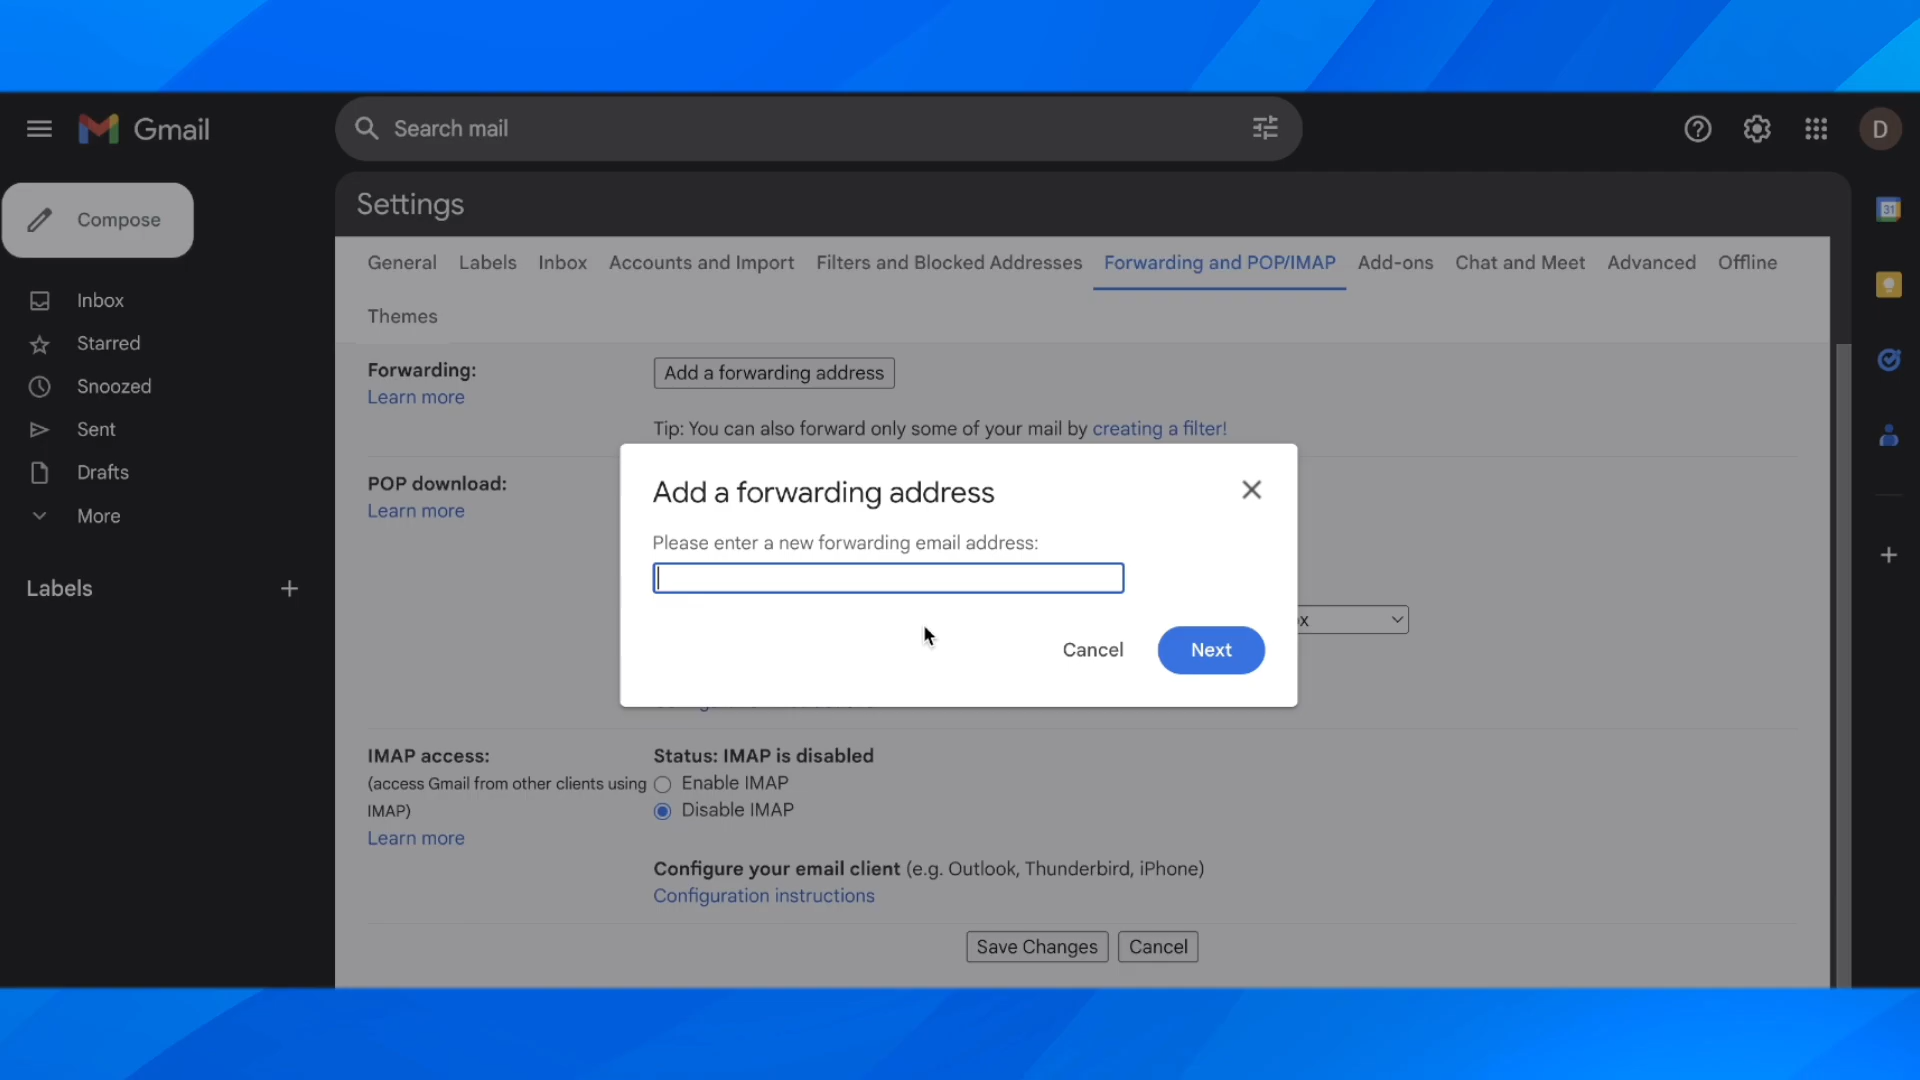 Gmail
Search mail
D
Compose
Inbox
Starred
Snoozed
Sent
Drafts
More
Labels
Settings
General Labels Inbox Accounts and Import Filters and Blocked Addresses Forwarding and POP/IMAP Add-ons Chat and Meet Advanced Offline
Themes
Forwarding:
Learn more
Add a forwarding address
Tip: You can also forward only some of your mail by creating a filter!
POP download:
Learn more
Add a forwarding address
Please enter a new forwarding email address:
Cancel Next
IMAP access:
(access Gmail from other clients using
IMAP)
Learn more
Status: IMAP is disabled
Enable IMAP
Disable IMAP
Configure your email client (e.g. Outlook, Thunderbird, iPhone)
Configuration instructions
Save Changes Cancel
31